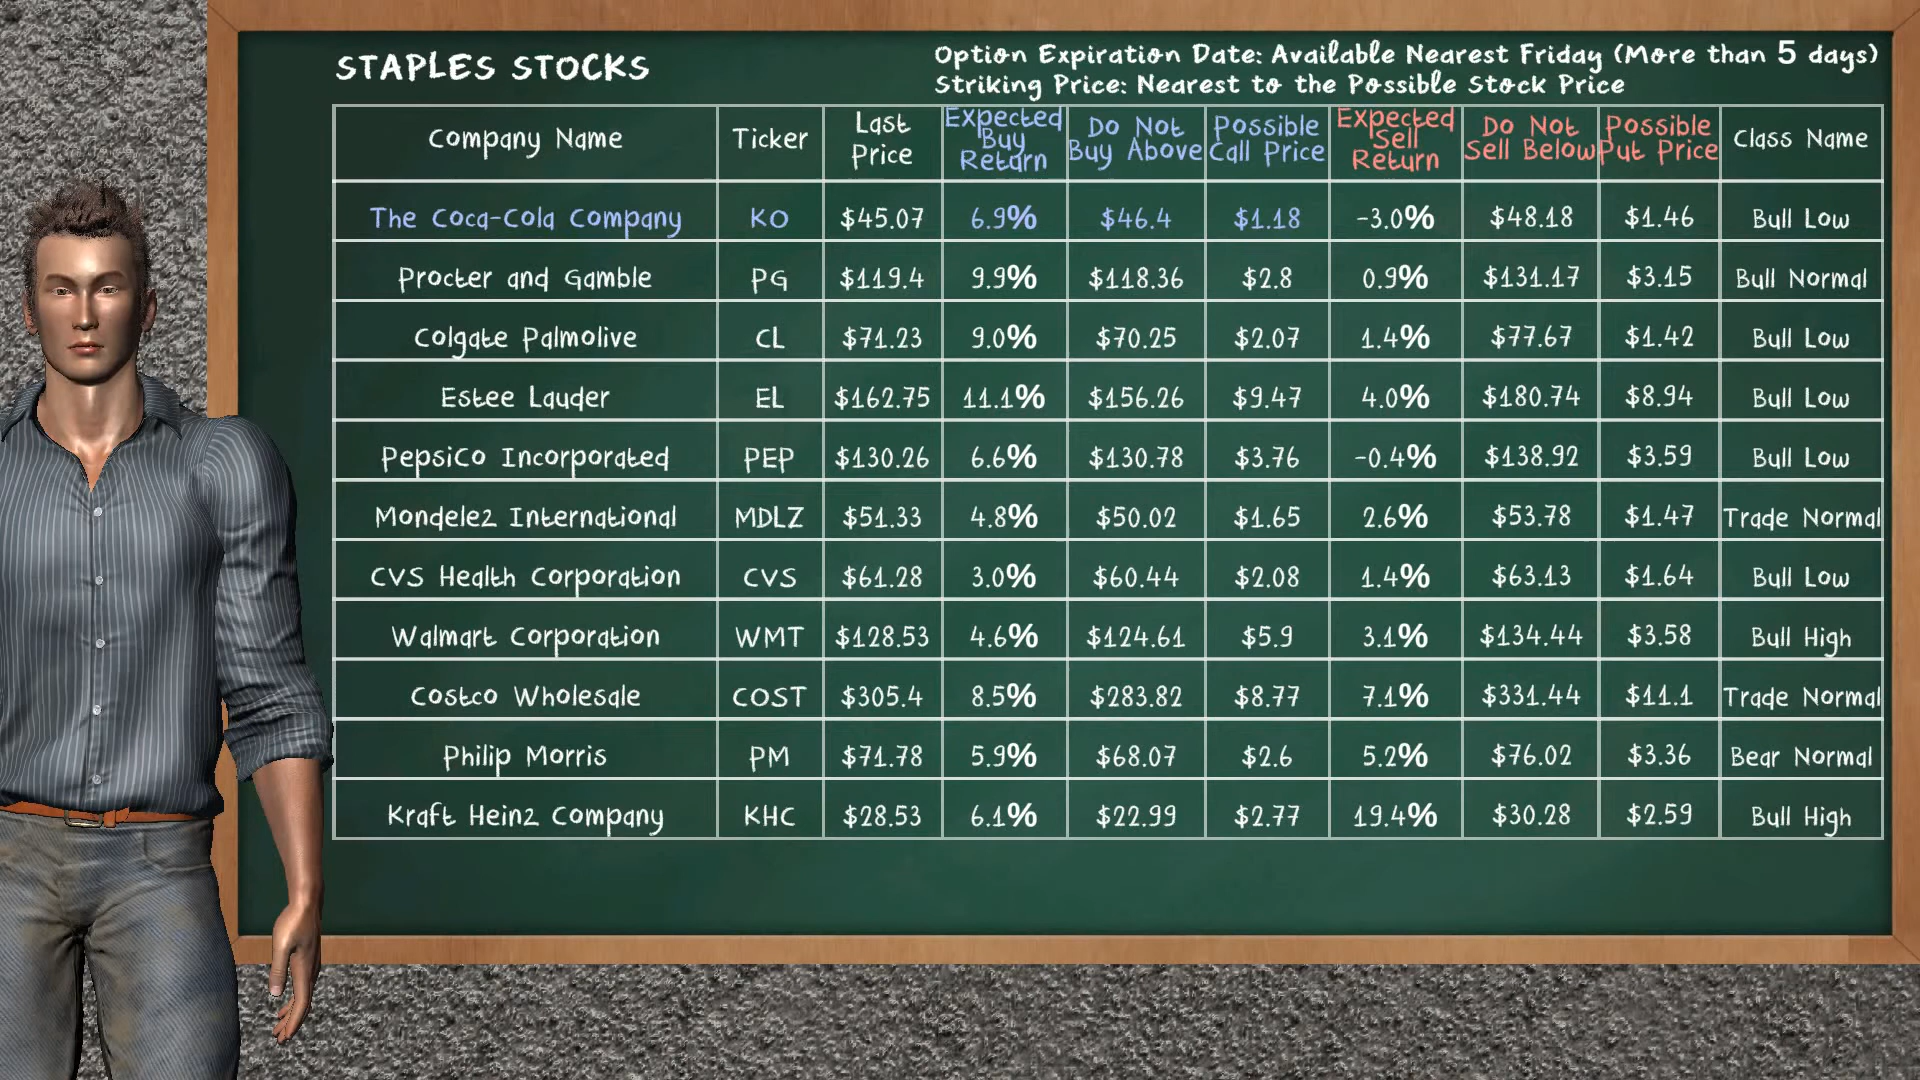 STAPLES STOCKS
Option Expiration Date: Available Nearest Friday (More than 5 days)
Striking Price: Nearest to the Possible Stock Price
Company Name Ticker Last Price Expected Buy Return Do Not Buy Above Possible Call Price Expected Sell Return Do Not Sell Below Possible Put Price Class Name
The Coca-Cola Company KO $45.07 6.9% $46.4 $1.18 -3.0% $48.18 $1.46 Bull Low
Procter and Gamble PG $119.4 9.9% $118.36 $2.8 0.9% $131.17 $3.15 Bull Normal
Colgate Palmolive CL $71.23 9.0% $70.25 $2.07 1.4% $77.67 $1.42 Bull Low
Estee Lauder EL $162.75 11.1% $156.26 $9.47 4.0% $180.74 $8.94 Bull Low
PepsiCo Incorporated PEP $130.26 6.6% $130.78 $3.76 -0.4% $138.92 $3.59 Bull Low
Mondelez International MDLZ $51.33 4.8% $50.02 $1.65 2.6% $53.78 $1.47 Trade Normal
CVS Health Corporation CVS $61.28 3.0% $60.44 $2.08 1.4% $63.13 $1.64 Bull Low
Walmart Corporation WMT $128.53 4.6% $124.61 $5.9 3.1% $134.44 $3.58 Bull High
Costco Wholesale COST $305.4 8.5% $283.82 $8.77 7.1% $331.44 $11.1 Trade Normal
Philip Morris PM $71.78 5.9% $68.07 $2.6 5.2% $76.02 $3.36 Bear Normal
Kraft Heinz Company KHC $28.53 6.1% $22.99 $2.77 19.4% $30.28 $2.59 Bull High